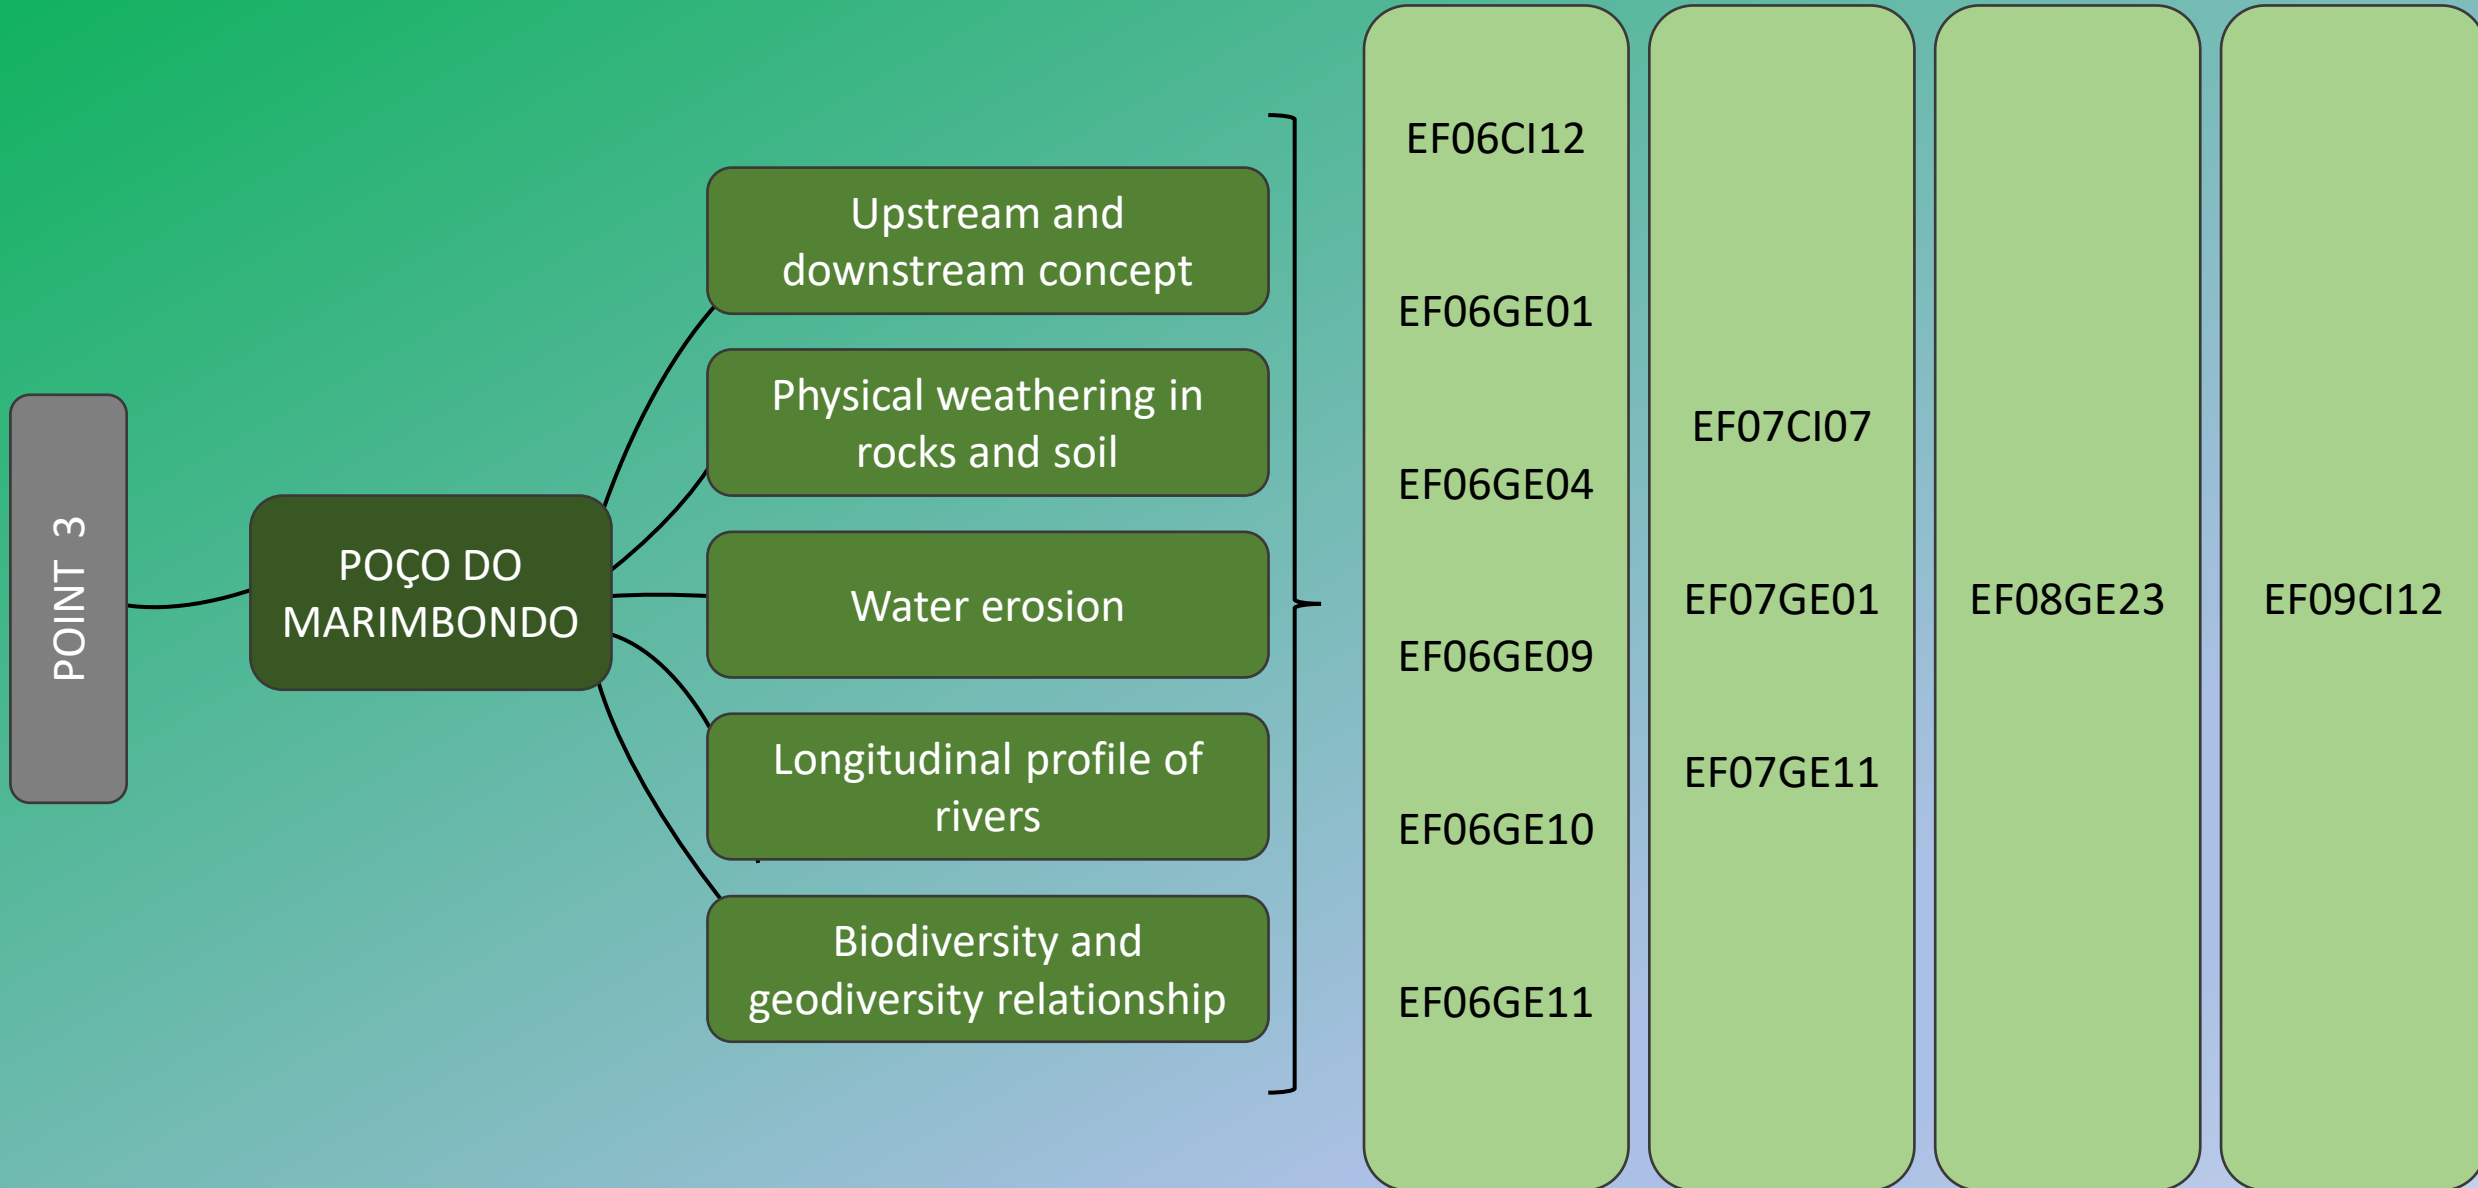 POINT 3
POÇO DO
MARIMBONDO
Upstream and
downstream concept
Physical weathering in
rocks and soil
Water erosion
Longitudinal profile of
rivers
Biodiversity and
geodiversity relationship
EF06CI12
EF06GE01
EF06GE04
EF06GE09
EF06GE10
EF06GE11
EF07CI07
EF07GE01
EF07GE11
EF08GE23
EF09CI12